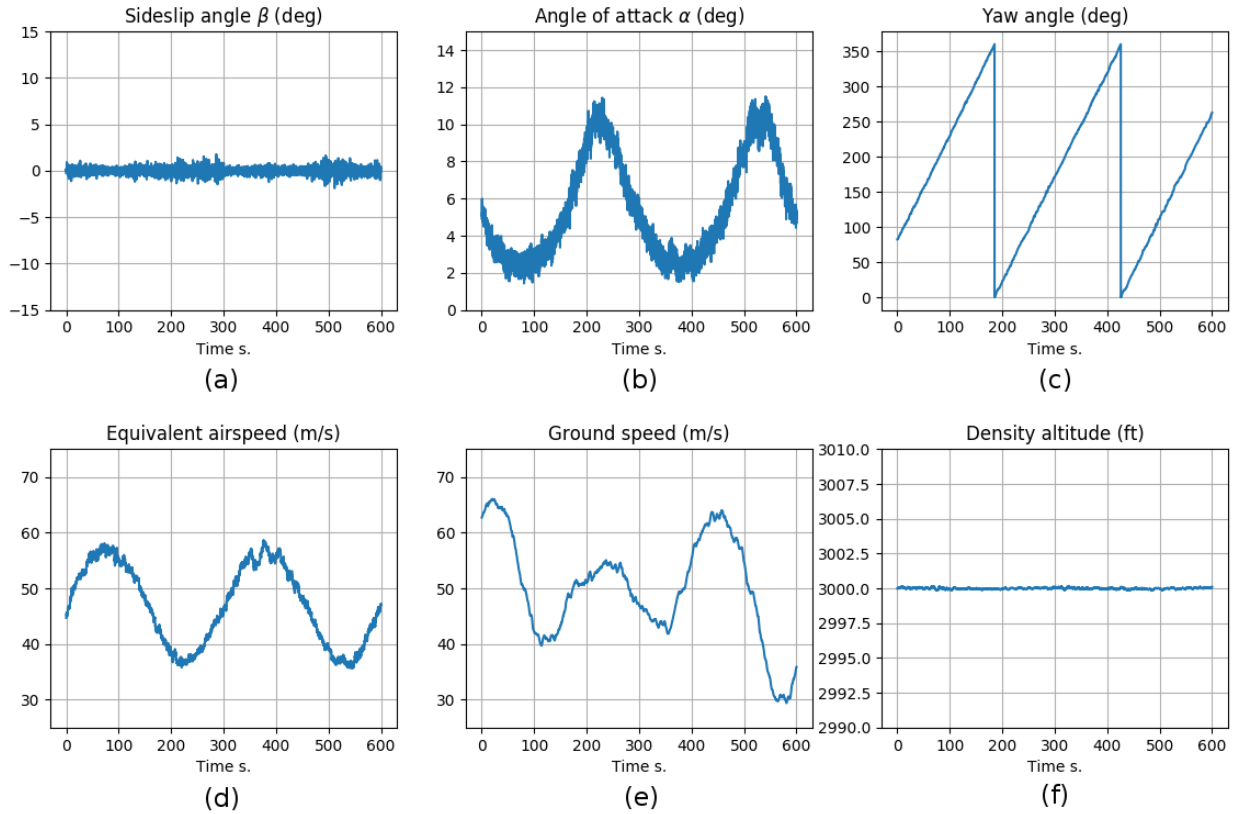 Sideslip angle β (deg)
15
10
5
0
−5
−10
−15
0 100 200 300 400 500 600
Time s.
(a)
Angle of attack α (deg)
14
12
10
8
6
4
2
0
0 100 200 300 400 500 600
Time s.
(b)
Yaw angle (deg)
350
300
250
200
150
100
50
0
0 100 200 300 400 500 600
Time s.
(c)
Equivalent airspeed (m/s)
70
60
50
40
30
0 100 200 300 400 500 600
Time s.
(d)
Ground speed (m/s)
70
60
50
40
30
0 100 200 300 400 500 600
Time s.
(e)
Density altitude (ft)
3010.0
3007.5
3005.0
3002.5
3000.0
2997.5
2995.0
2992.5
2990.0
0 100 200 300 400 500 600
Time s.
(f)